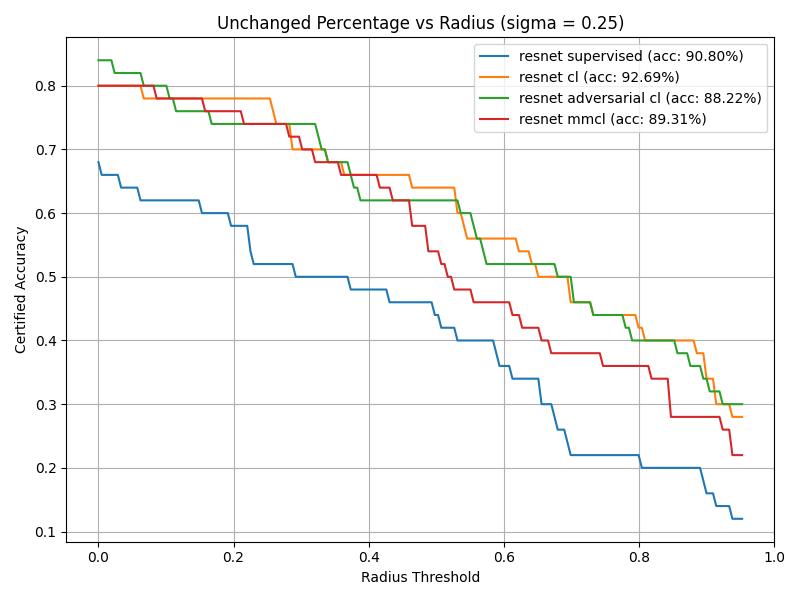 Unchanged Percentage vs Radius (sigma = 0.25)
resnet supervised (acc: 90.80%)
resnet cl (acc: 92.69%)
resnet adversarial cl (acc: 88.22%)
resnet mmcl (acc: 89.31%)
Certified Accuracy
0.8
0.7
0.6
0.5
0.4
0.3
0.2
0.1
0.0 0.2 0.4 0.6 0.8 1.0
Radius Threshold